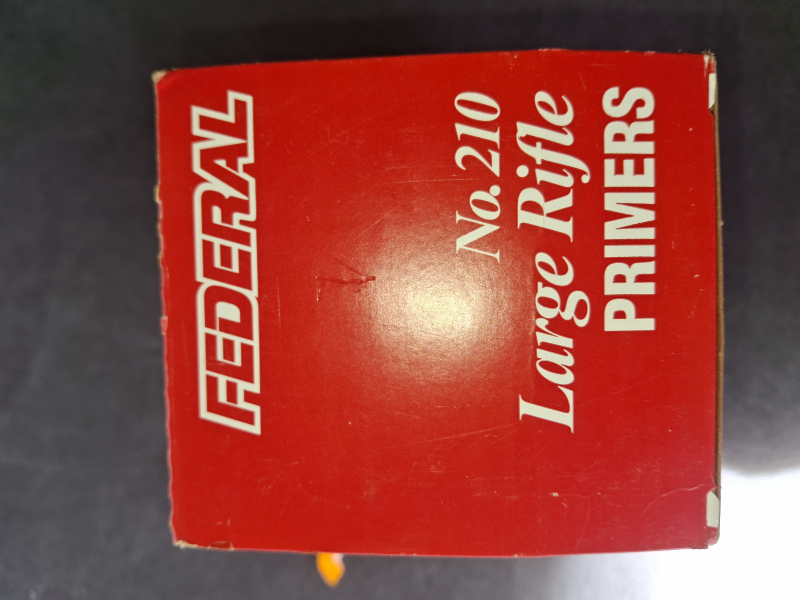 FEDERAL
No. 210
Large Rifle
PRIMERS